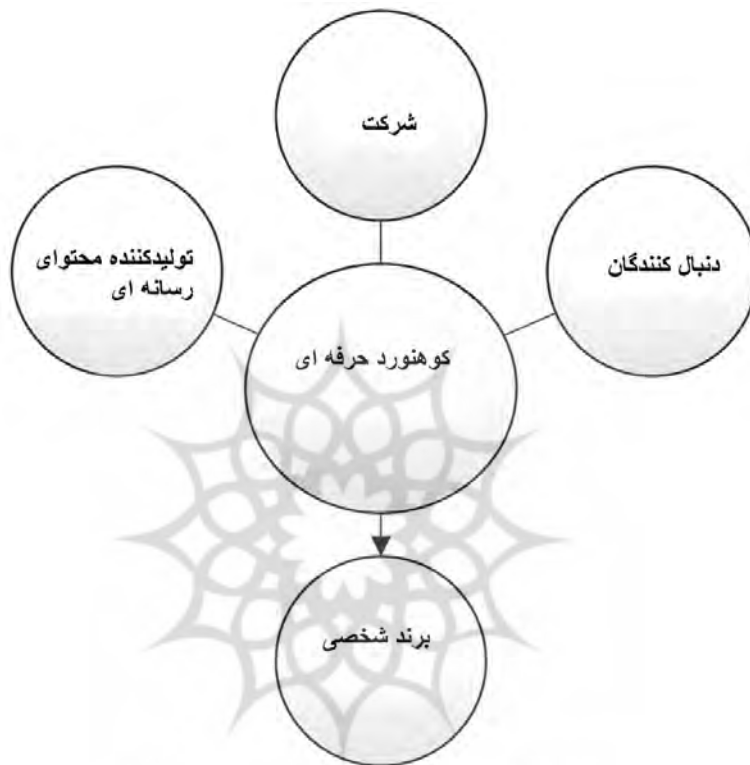 شرکت
دنبال کنندگان
تولیدکننده محتوای
رسانه ای
کوهنورد حرفه ای
برند شخصی